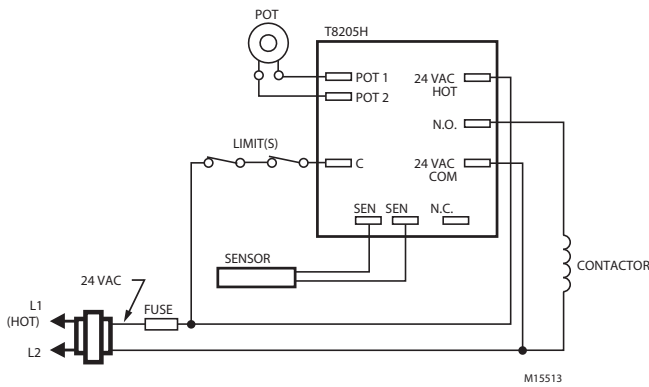 POT
T8205H
POT 1
POT 2
24 VAC
HOT
N.O.
LIMIT(S)
C
24 VAC
COM
SEN SEN N.C.
SENSOR
CONTACTOR
24 VAC
L1
(HOT)
FUSE
L2
M15513